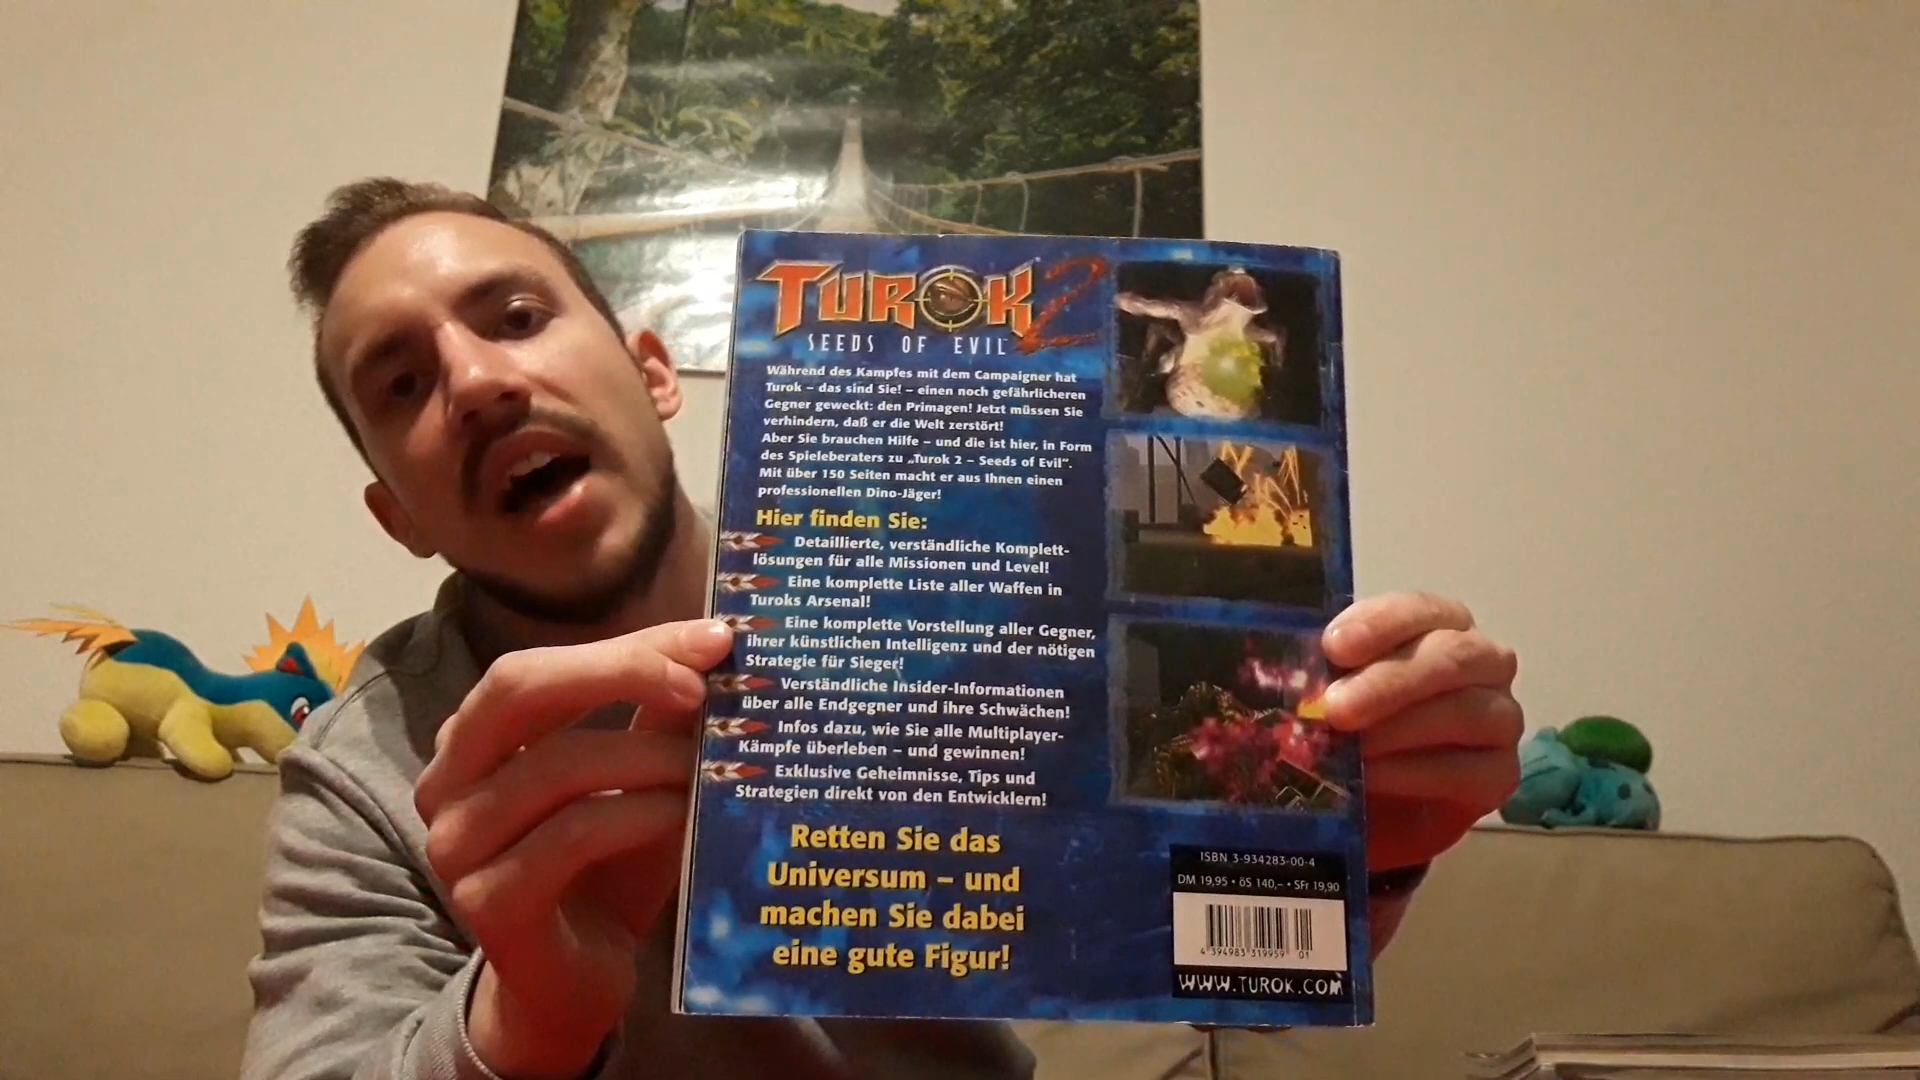 TUROK 2
SEEDS OF EVIL
Während des Kampfes mit dem Campaigner hat
Turok – das sind Sie! – einen noch gefährlicheren
Gegner geweckt: den Primagen! Jetzt müssen Sie
verhindern, daß er die Welt zerstört!
Aber Sie brauchen Hilfe – und die ist hier, in Form
des Spieleberaters zu „Turok 2 – Seeds of Evil“.
Mit über 150 Seiten macht er aus Ihnen einen
professionellen Dino-Jäger!
Hier finden Sie:
Detaillierte, verständliche Komplett-
lösungen für alle Missionen und Level!
Eine komplette Liste aller Waffen in
Turoks Arsenal!
Eine komplette Vorstellung aller Gegner,
ihrer künstlichen Intelligenz und der nötigen
Strategie für Sieger!
Verständliche Insider-Informationen
über alle Endgegner und ihre Schwächen!
Infos dazu, wie Sie alle Multiplayer-
Kämpfe überleben – und gewinnen!
Exklusive Geheimnisse, Tips und
Strategien direkt von den Entwicklern!
Retten Sie das
Universum – und
machen Sie dabei
eine gute Figur!
ISBN 3-934283-00-4
DM 19,95 • öS 140,– • SFr 19,90
4 394983 319959 01
WWW.TUROK.COM